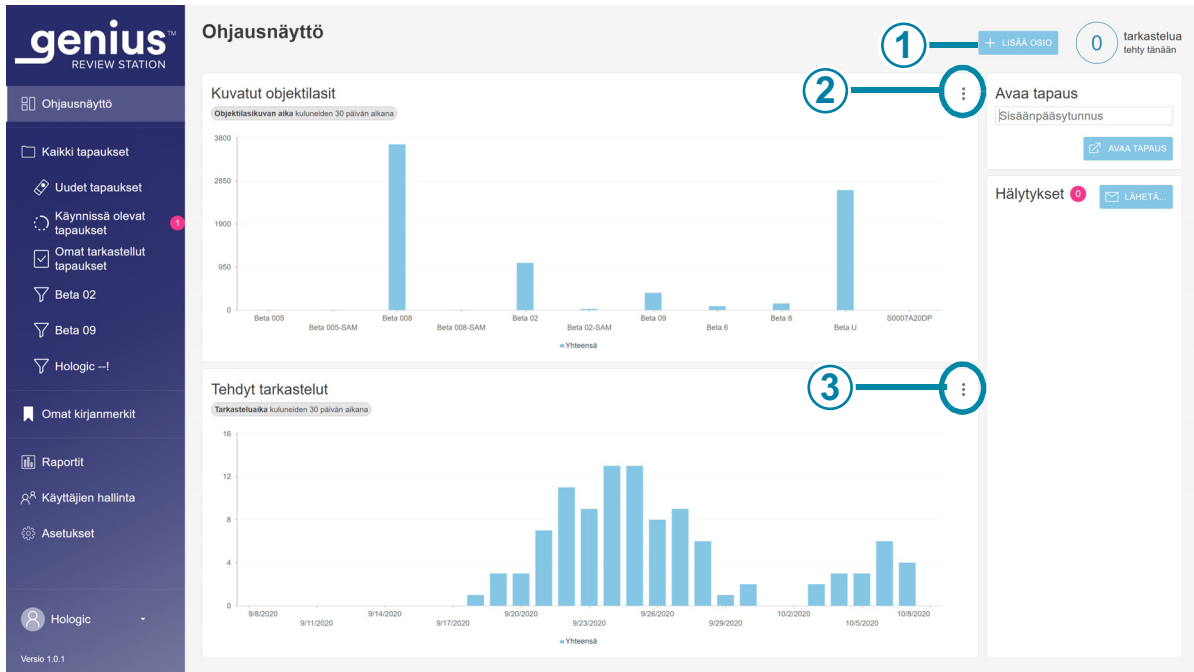 genius™
REVIEW STATION
Ohjausnäyttö
Kaikki tapaukset
Uudet tapaukset
Käynnissä olevat
tapaukset
1
Omat tarkastellut
tapaukset
Beta 02
Beta 09
Hologic --!
Omat kirjanmerkit
Raportit
Käyttäjien hallinta
Asetukset
Hologic
Versio 1.0.1
Ohjausnäyttö
1
+ LISÄÄ OSIO
0
tarkastelua
tehty tänään
Kuvatut objektilasit
2
Objektilasikuvan aika kuluneiden 30 päivän aikana
3800
2850
1900
950
0
Beta 005
Beta 005-SAM
Beta 008
Beta 008-SAM
Beta 02
Beta 02-SAM
Beta 09
Beta 6
Beta 8
Beta U
S0007A20DP
Yhteensä
Tehdyt tarkastelut
3
Tarkasteluaika kuluneiden 30 päivän aikana
16
12
8
4
0
9/8/2020
9/11/2020
9/14/2020
9/17/2020
9/20/2020
9/23/2020
9/26/2020
9/29/2020
10/2/2020
10/5/2020
10/8/2020
Yhteensä
Avaa tapaus
Sisäänpääsytunnus
AVAA TAPAUS
Hälytykset 0
LÄHETÄ...